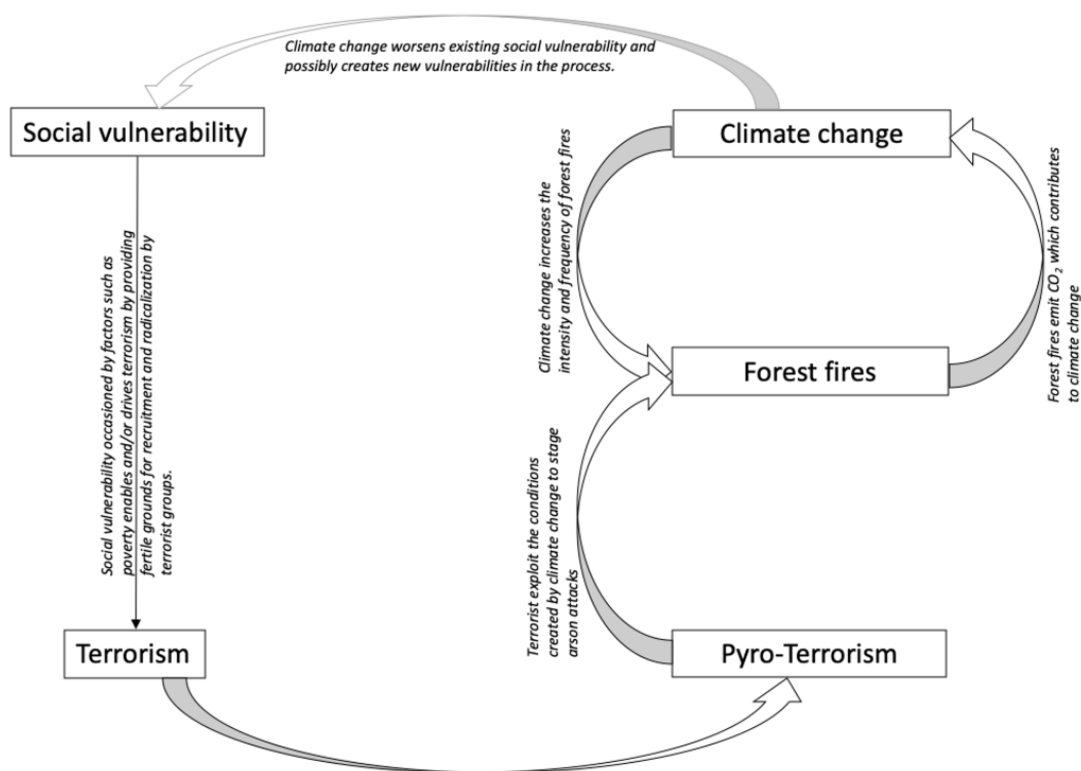 Climate change worsens existing social vulnerability and
possibly creates new vulnerabilities in the process.
Social vulnerability
Climate change
Climate change increases the
intensity and frequency of forest fires
Forest fires emit CO₂ which contributes
to climate change
Social vulnerability occasioned by factors such as
poverty enables and/or drives terrorism by providing
fertile grounds for recruitment and radicalization by
terrorist groups.
Forest fires
Terrorist exploit the conditions
created by climate change to stage
arson attacks
Terrorism
Pyro-Terrorism